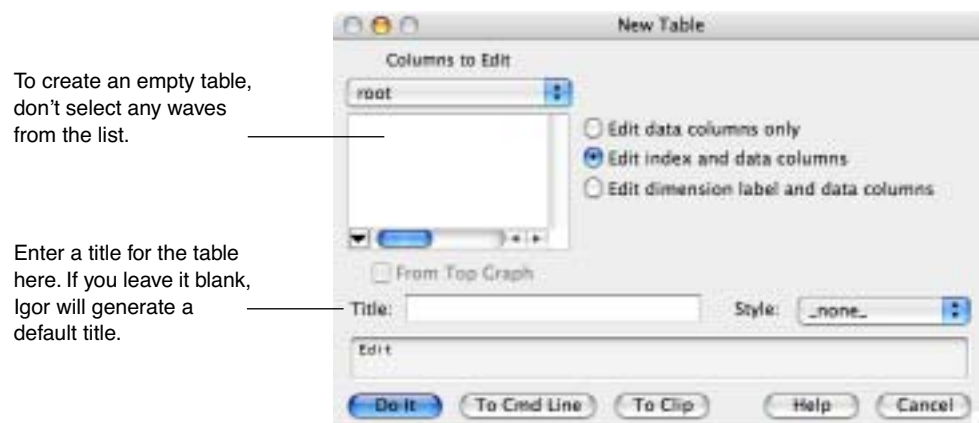 New Table
Columns to Edit
To create an empty table,
don't select any waves
from the list.
root
Edit data columns only
Edit index and data columns
Edit dimension label and data columns
Enter a title for the table
here. If you leave it blank,
Igor will generate a
default title.
From Top Graph
Title:
Style:
_none_
Edit
Do It
To Cmd Line
To Clip
Help
Cancel